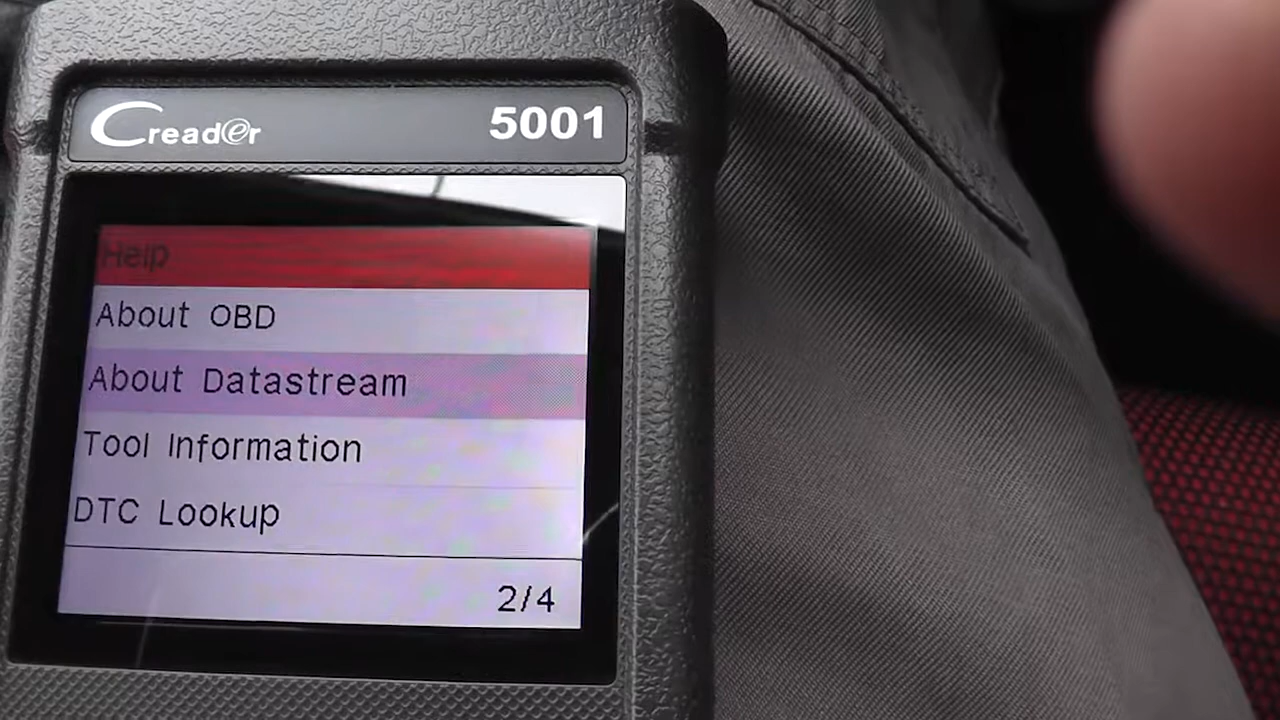 Creader 5001
Help
About OBD
About Datastream
Tool Information
DTC Lookup
2/4